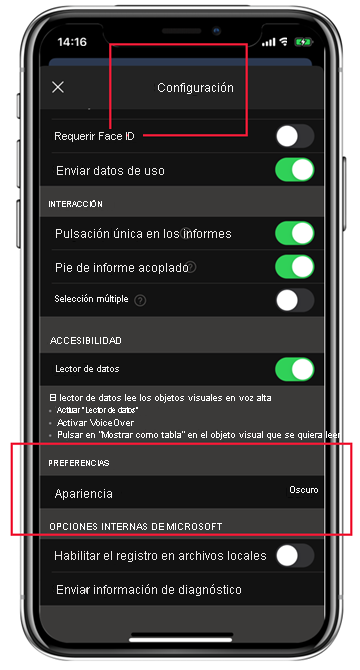 14:16
Configuración
Requerir Face ID
Enviar datos de uso
INTERACCIÓN
Pulsación única en los informes
Pie de informe acoplado ?
Selección múltiple ?
ACCESIBILIDAD
Lector de datos
El lector de datos lee los objetos visuales en voz alta
Activar "Lector de datos"
Activar VoiceOver
Pulsar en "Mostrar como tabla" en el objeto visual que se quiera leer
PREFERENCIAS
Apariencia Oscuro
OPCIONES INTERNAS DE MICROSOFT
Habilitar el registro en archivos locales
Enviar información de diagnóstico